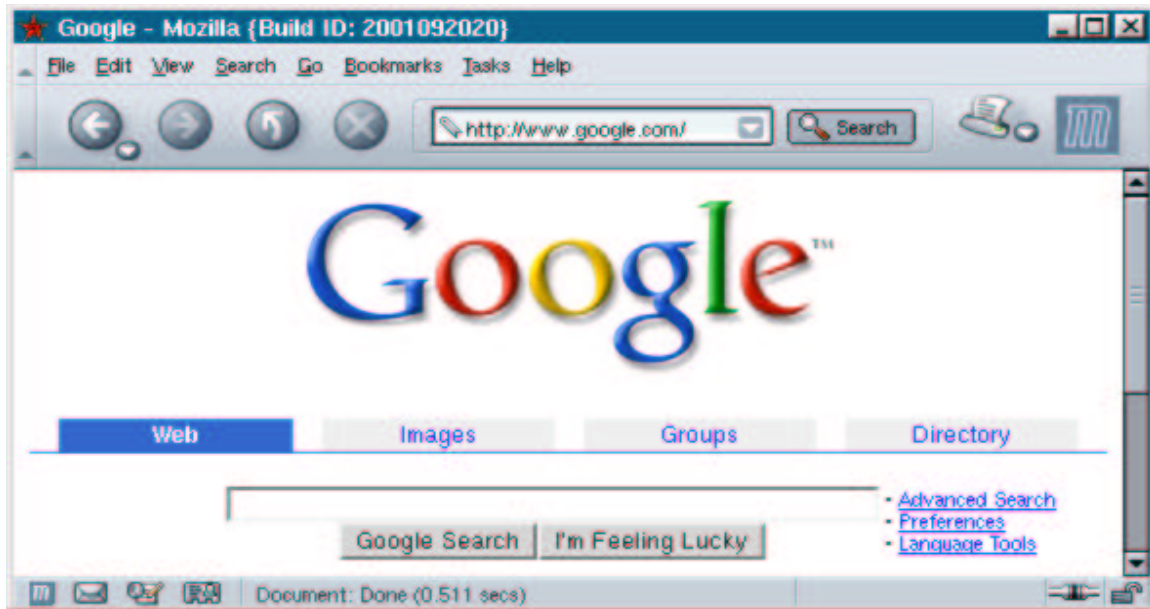 Google - Mozilla {Build ID: 2001092020}
File Edit View Search Go Bookmarks Tasks Help
http://www.google.com/ Search
Google™
Web Images Groups Directory
- Advanced Search
- Preferences
Google Search I'm Feeling Lucky
- Language Tools
Document: Done (0.511 secs)